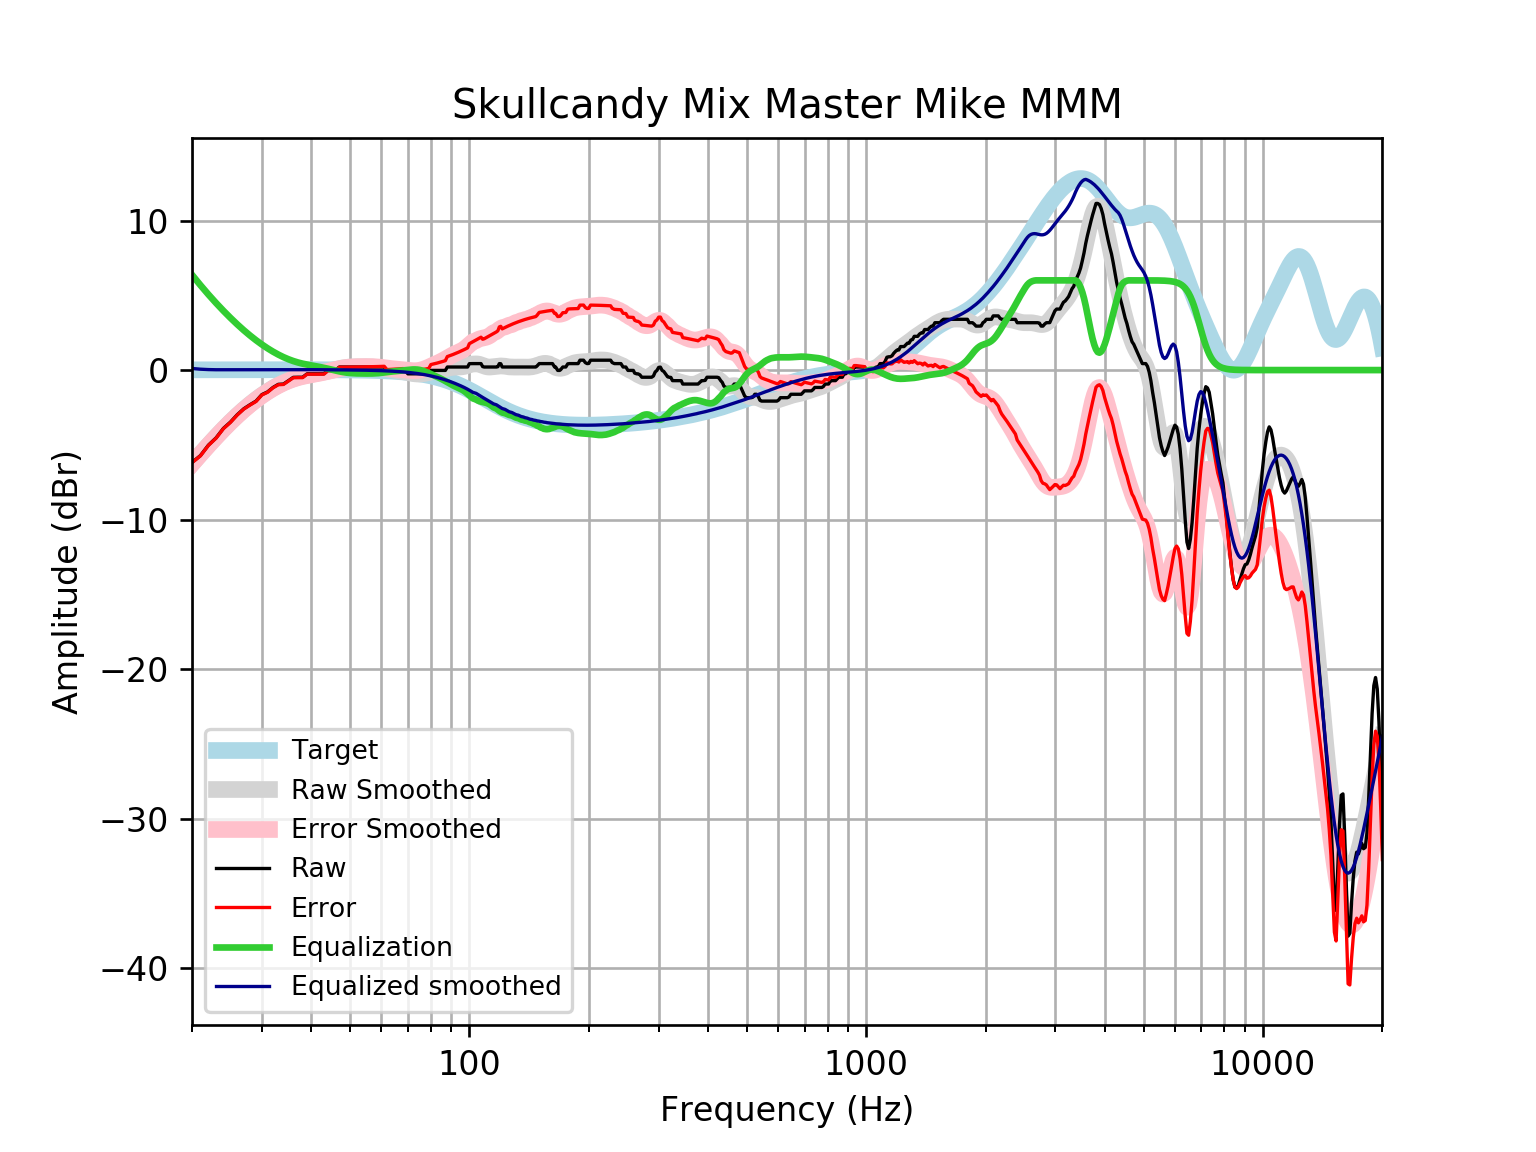 Skullcandy Mix Master Mike MMM
10
0
−10
−20
−30
−40
Amplitude (dBr)
Target
Raw Smoothed
Error Smoothed
Raw
Error
Equalization
Equalized smoothed
100
1000
10000
Frequency (Hz)